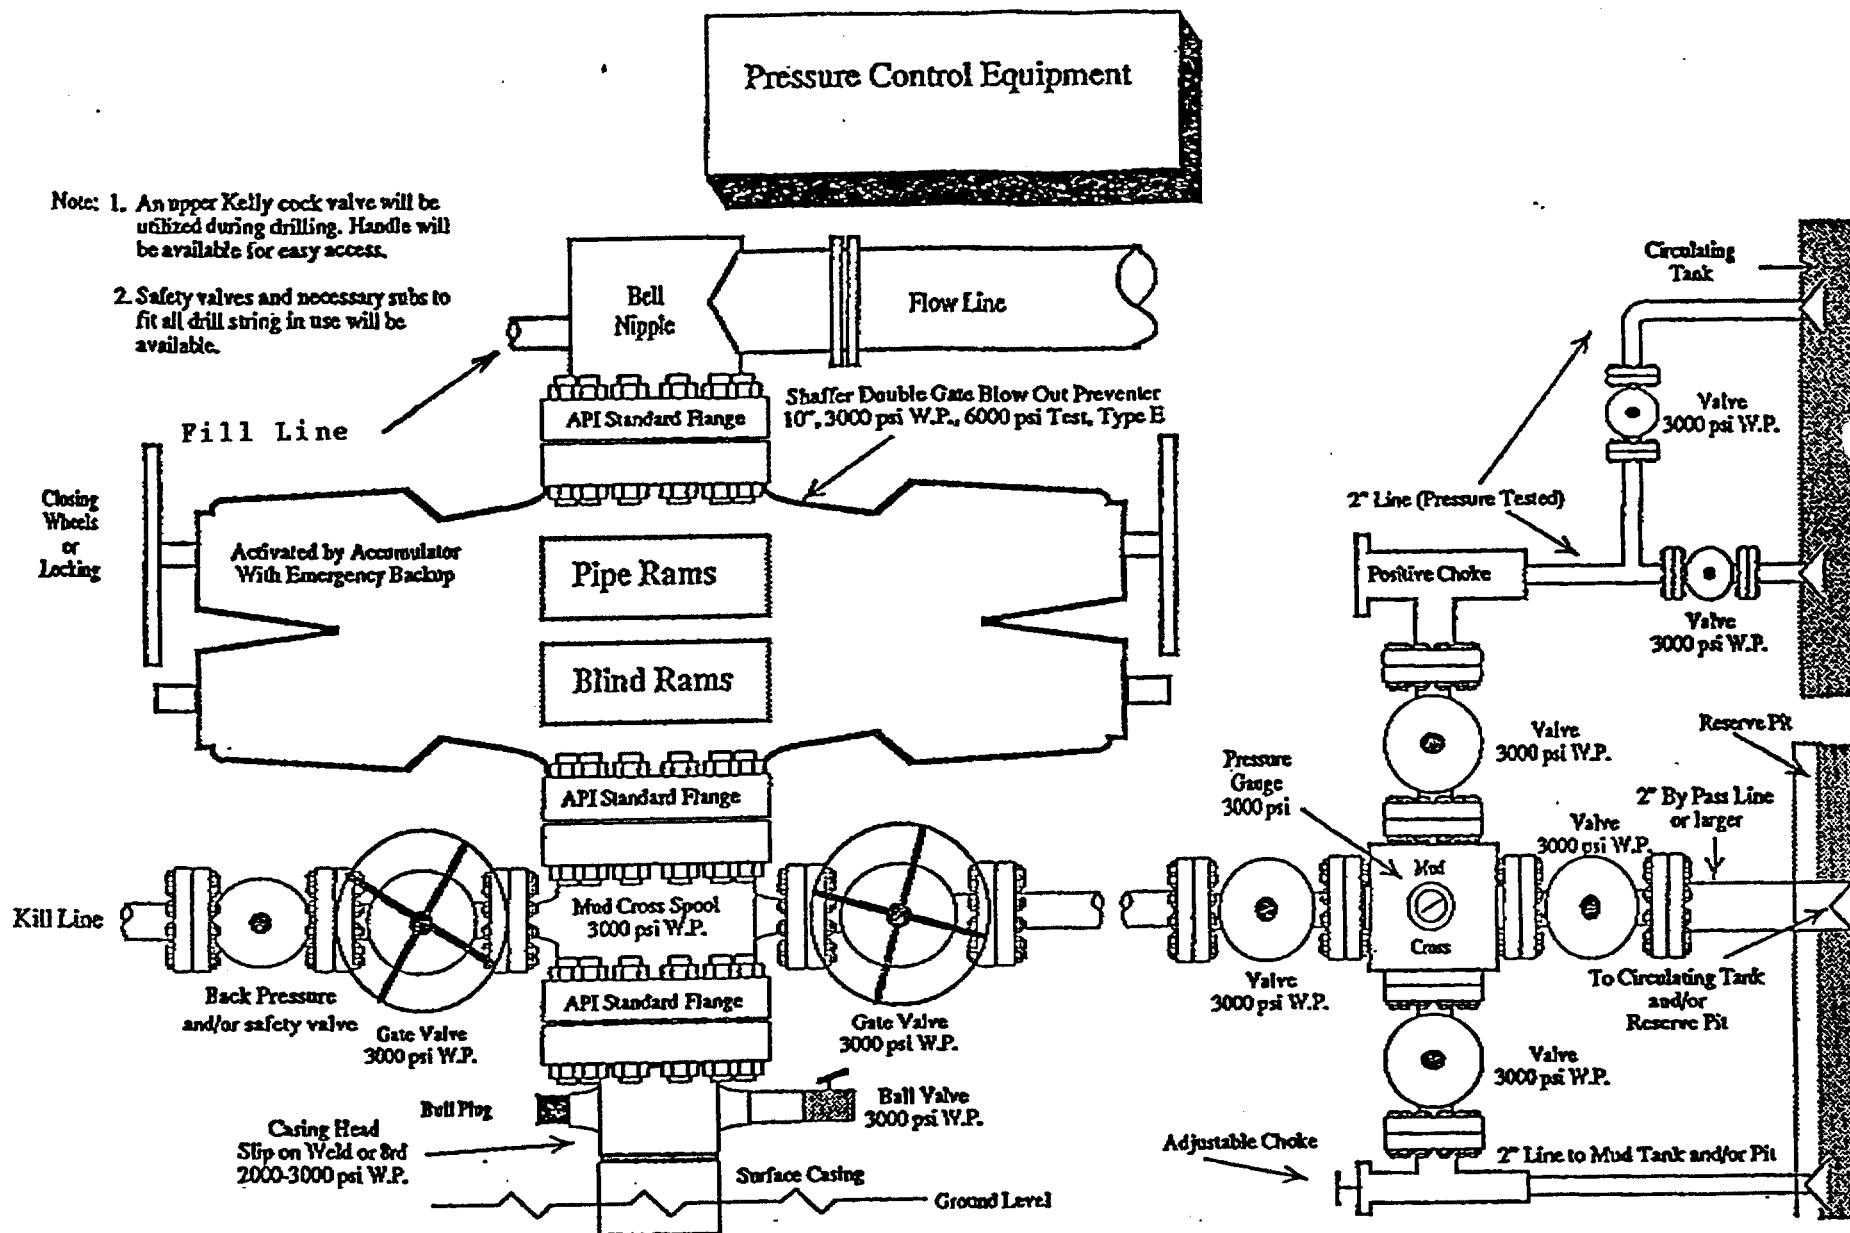 Pressure Control Equipment
Note: 1. An upper Kelly cock valve will be
utilized during drilling. Handle will
be available for easy access.
2. Safety valves and necessary subs to
fit all drill string in use will be
available.
Bell
Nipple
Flow Line
Fill Line
API Standard Flange
Shaffer Double Gate Blow Out Preventer
10", 3000 psi W.P., 6000 psi Test, Type E
Closing
Wheels
or
Locking
Activated by Accumulator
With Emergency Backup
Pipe Rams
Blind Rams
API Standard Flange
Kill Line
Mud Cross Spool
3000 psi W.P.
Back Pressure
and/or safety valve
Gate Valve
3000 psi W.P.
API Standard Flange
Gate Valve
3000 psi W.P.
Bull Plug
Ball Valve
3000 psi W.P.
Casing Head
Slip on Weld or 8rd
2000-3000 psi W.P.
Surface Casing
Ground Level
Circulating
Tank
Valve
3000 psi W.P.
2" Line (Pressure Tested)
Positive Choke
Valve
3000 psi W.P.
Valve
3000 psi W.P.
Reserve Pit
Pressure
Gauge
3000 psi
2" By Pass Line
or larger
Valve
3000 psi W.P.
Mud
Cross
Valve
3000 psi W.P.
To Circulating Tank
and/or
Reserve Pit
Valve
3000 psi W.P.
Adjustable Choke
2" Line to Mud Tank and/or Pit